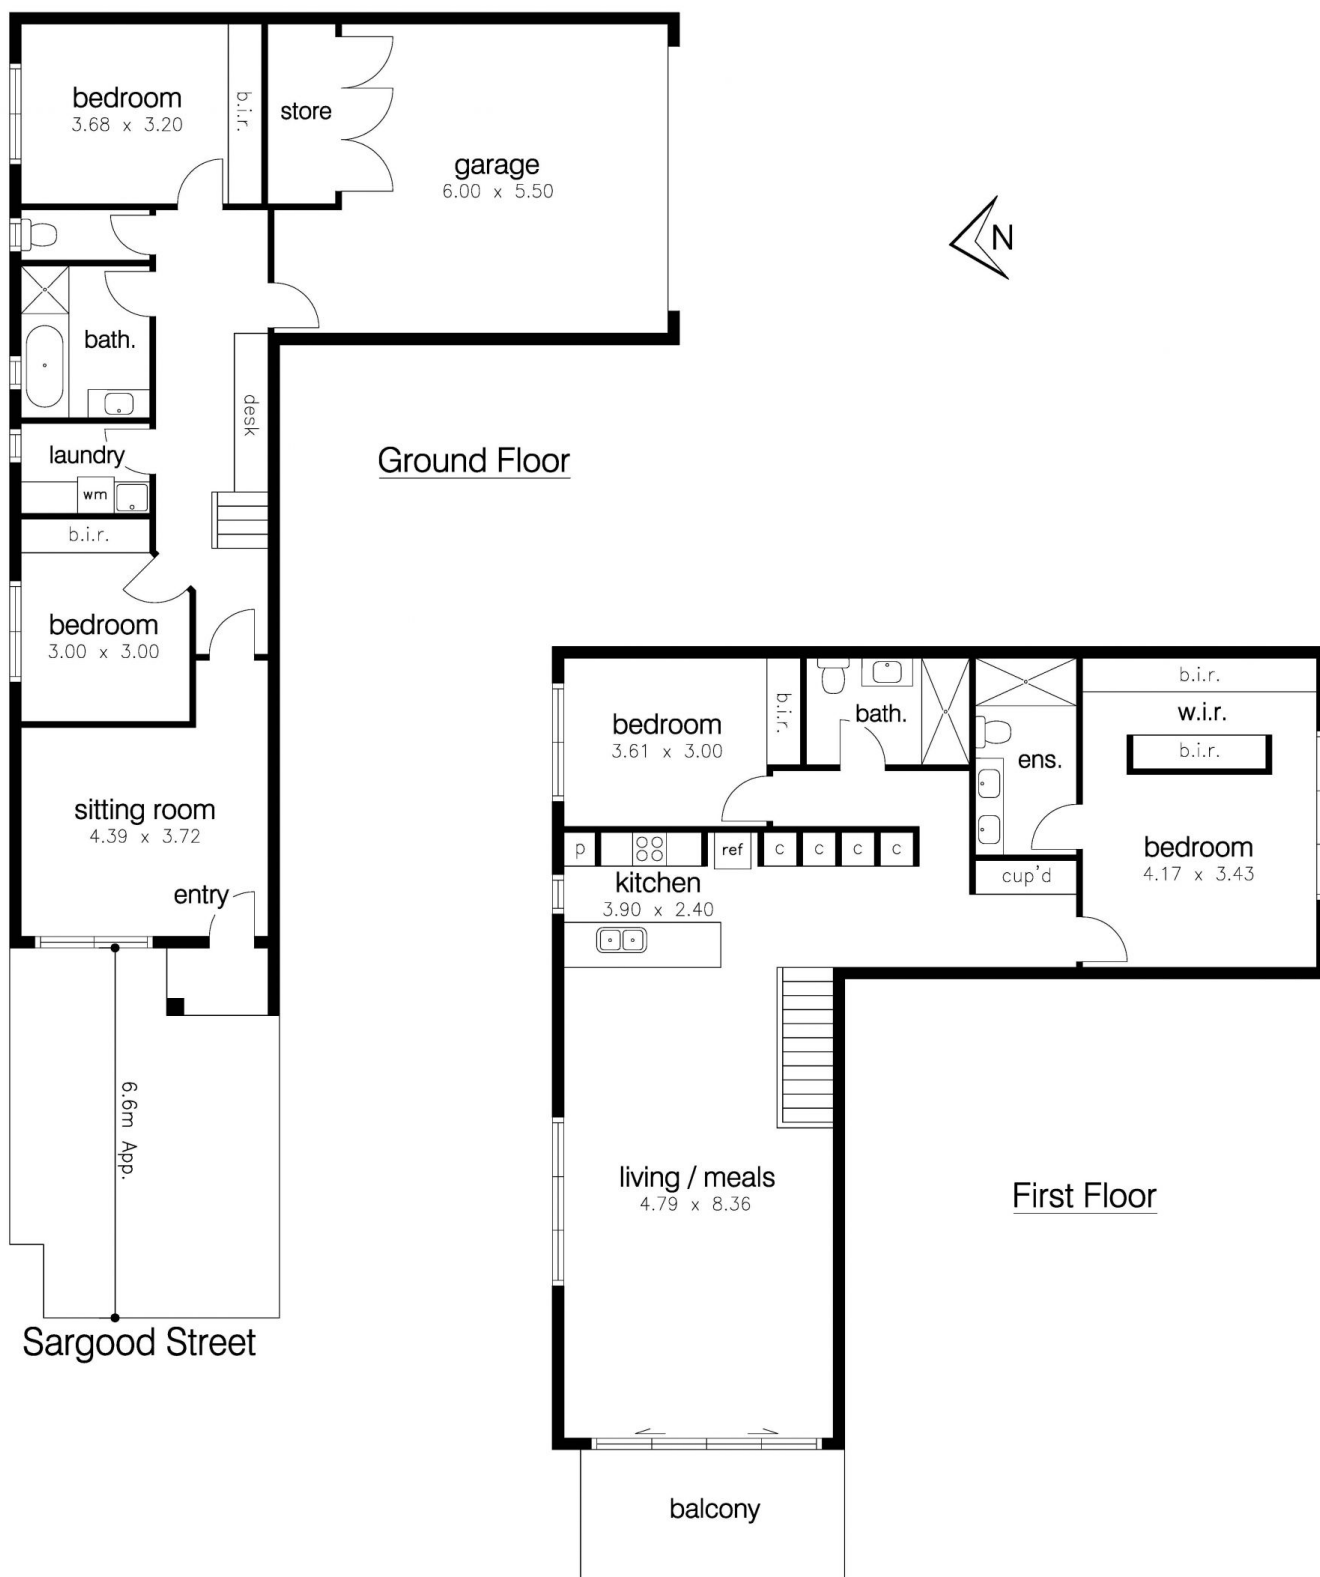 bedroom
3.68 x 3.20
b.i.r.
store
garage
6.00 x 5.50
N
bath.
desk
laundry
wm
b.i.r.
bedroom
3.00 x 3.00
Ground Floor
sitting room
4.39 x 3.72
entry
6.6m App.
Sargood Street
bedroom
3.61 x 3.00
b.i.r.
bath.
ens.
b.i.r.
w.i.r.
b.i.r.
bedroom
4.17 x 3.43
p
ref
c
c
c
c
cup'd
kitchen
3.90 x 2.40
living / meals
4.79 x 8.36
First Floor
balcony